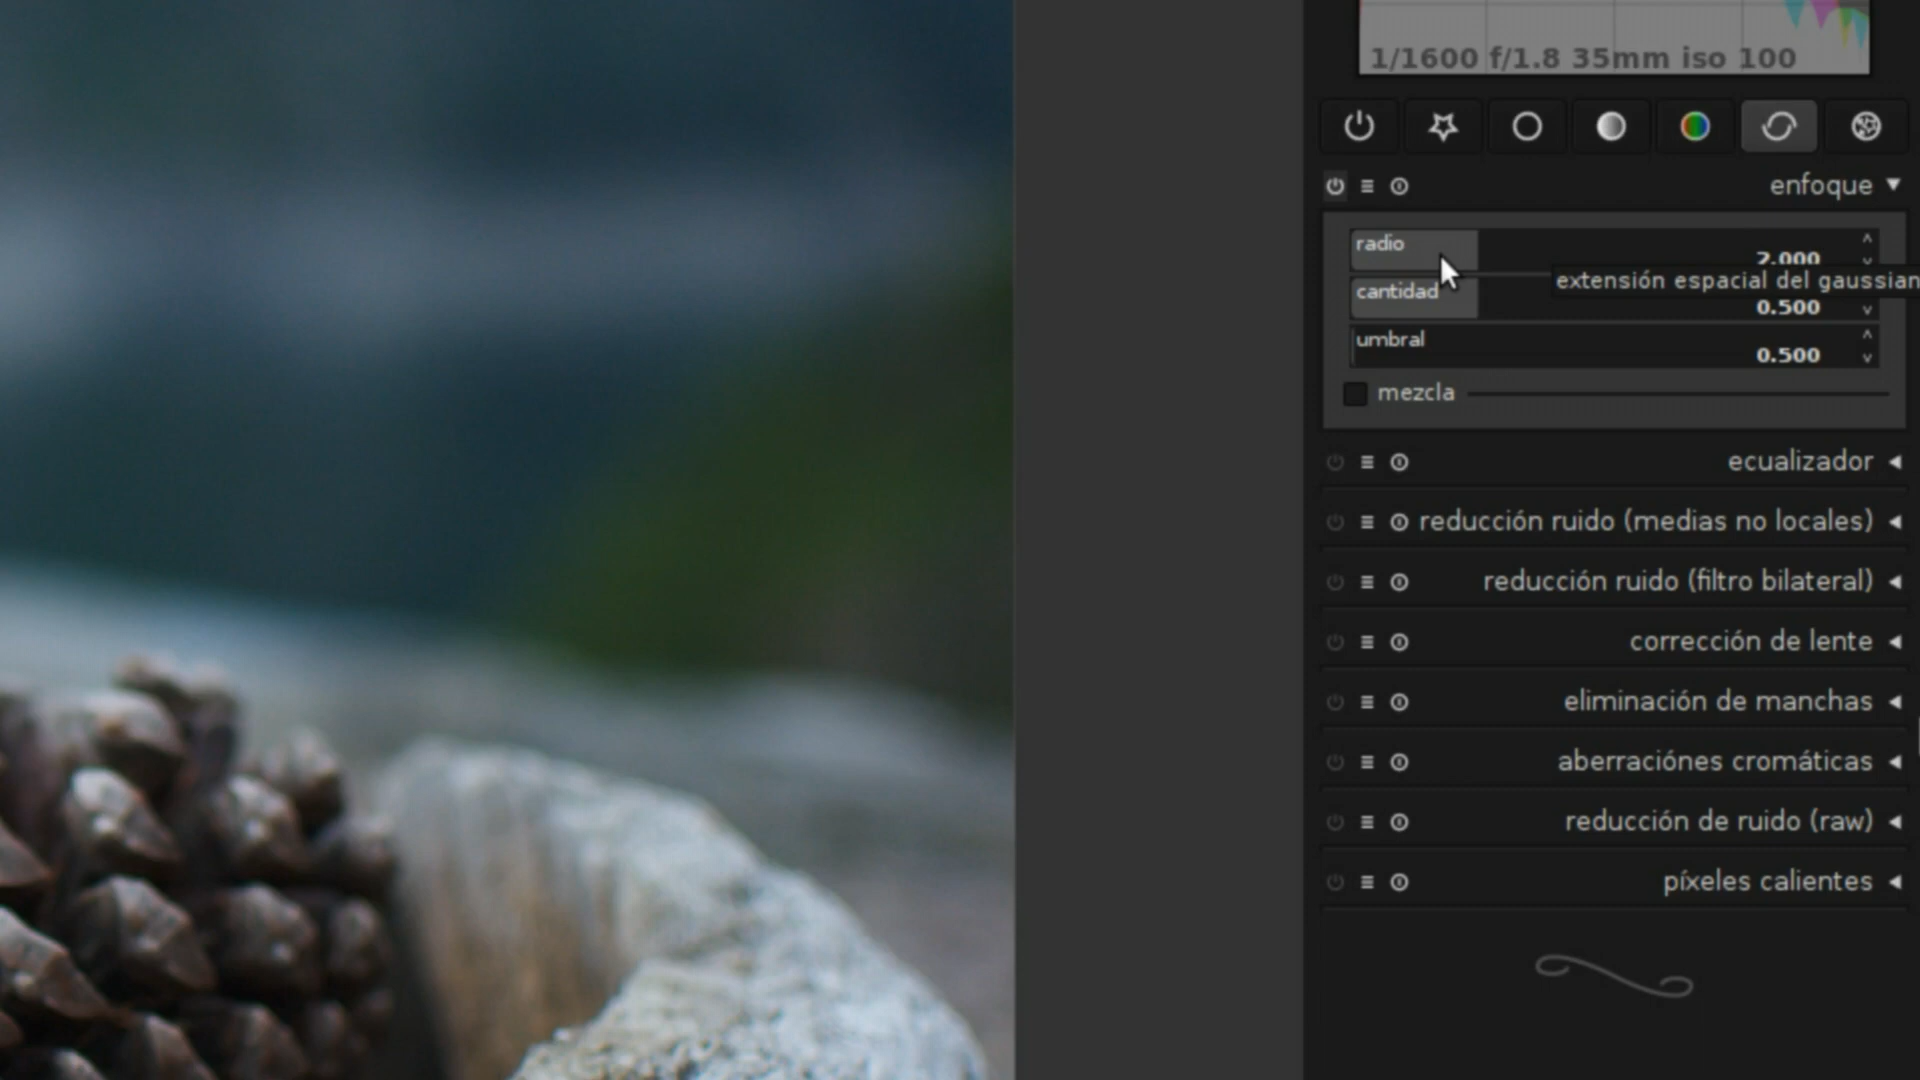 1/1600 f/1.8 35mm iso 100
enfoque
radio
2.000
extensión espacial del gaussian
cantidad
0.500
umbral
0.500
mezcla
ecualizador
reducción ruido (medias no locales)
reducción ruido (filtro bilateral)
corrección de lente
eliminación de manchas
aberraciónes cromáticas
reducción de ruido (raw)
píxeles calientes